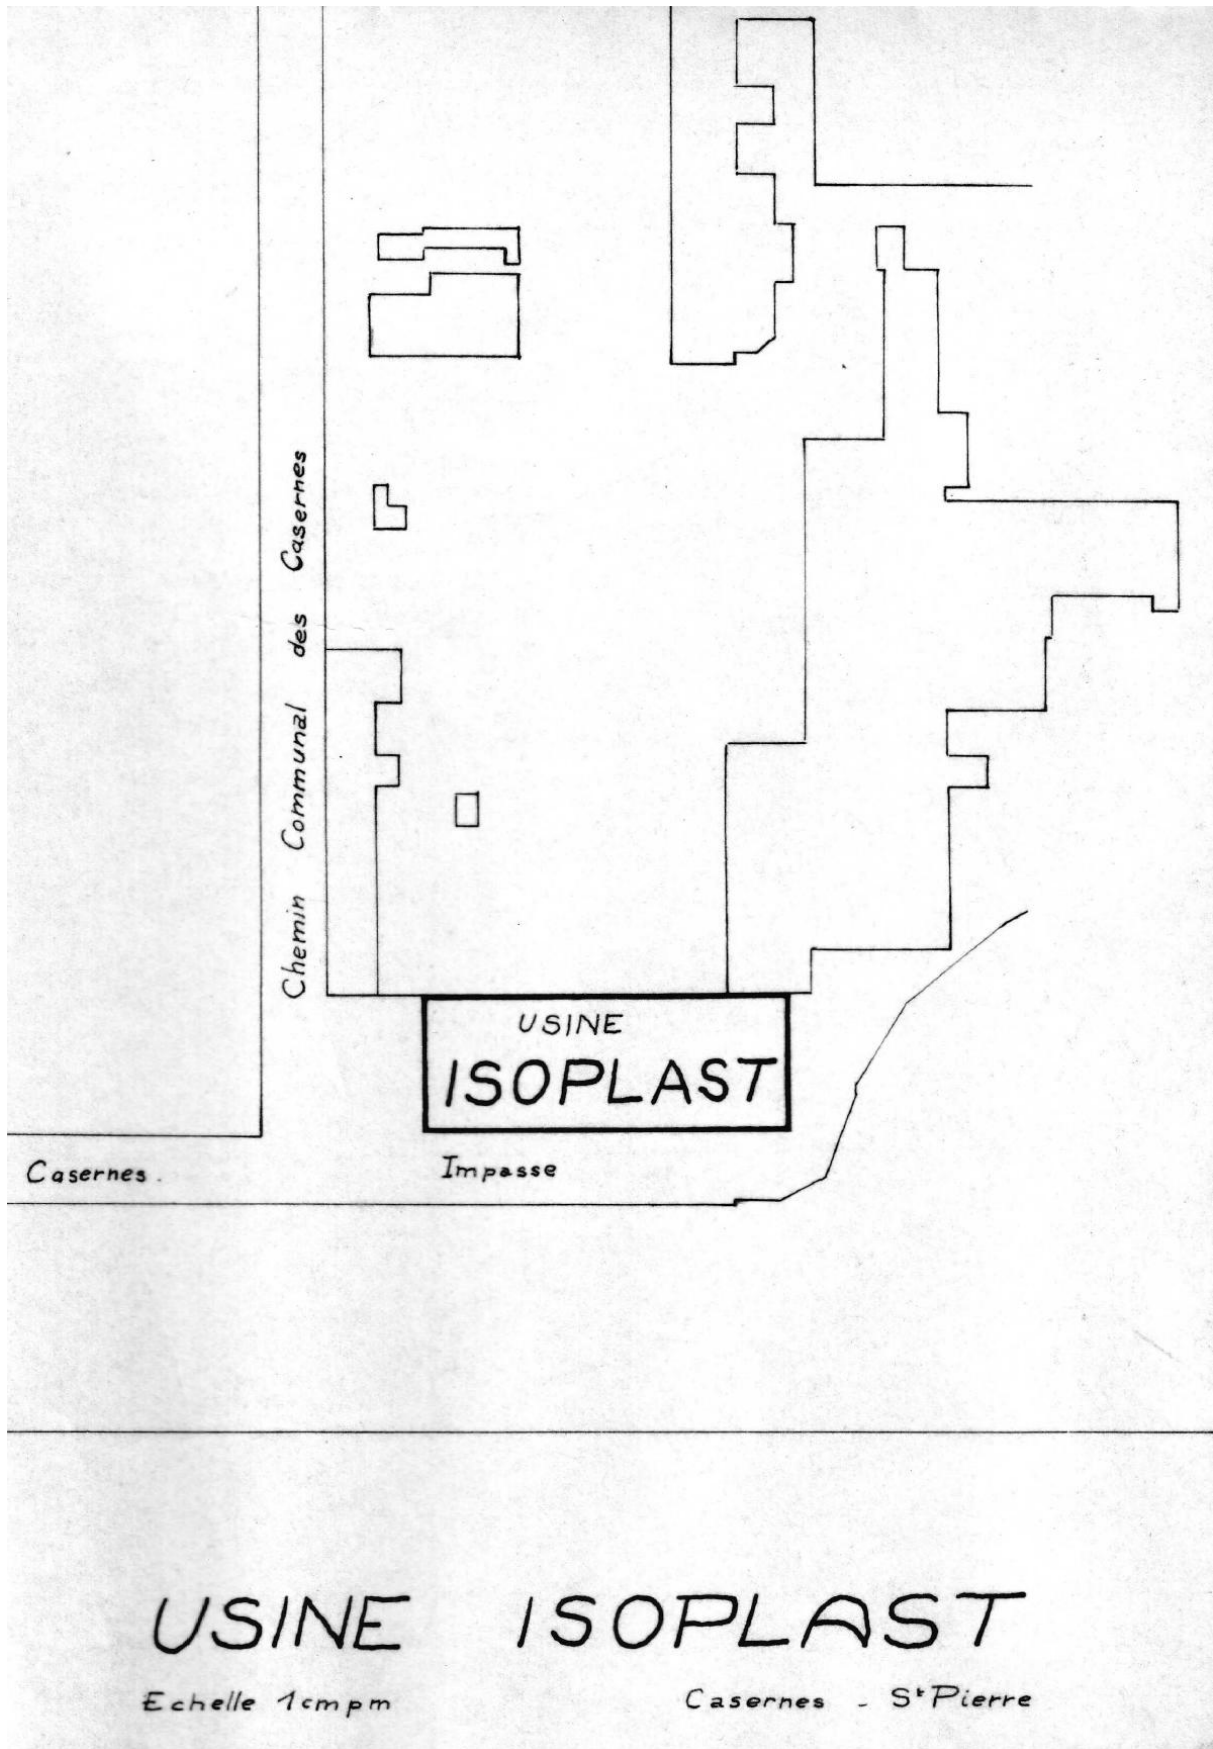 Chemin Communal des Casernes
USINE
ISOPLAST
Casernes.
Impasse
USINE ISOPLAST
Echelle 1cmpm
Casernes - St Pierre